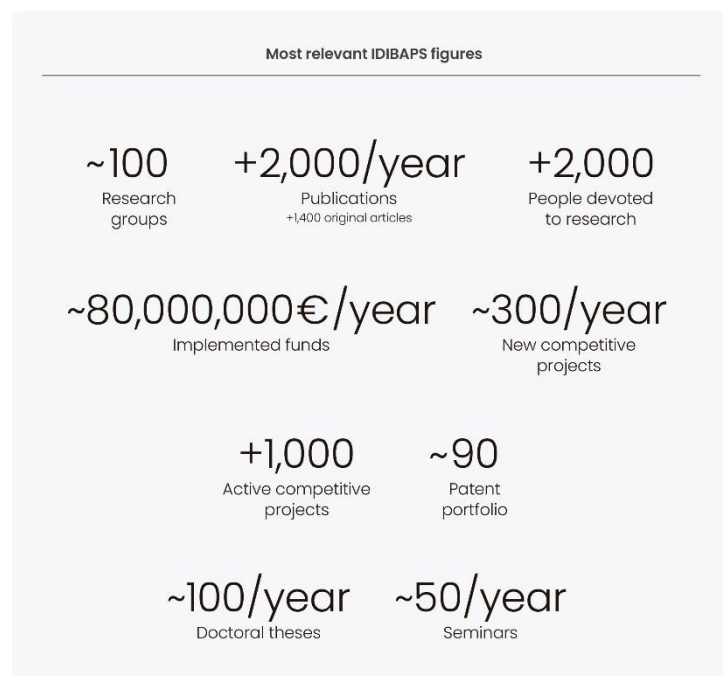 Most relevant IDIBAPS figures
~100
Research
groups
+2,000/year
Publications
+1,400 original articles
+2,000
People devoted
to research
~80,000,000€/year
Implemented funds
~300/year
New competitive
projects
+1,000
Active competitive
projects
~90
Patent
portfolio
~100/year
Doctoral theses
~50/year
Seminars